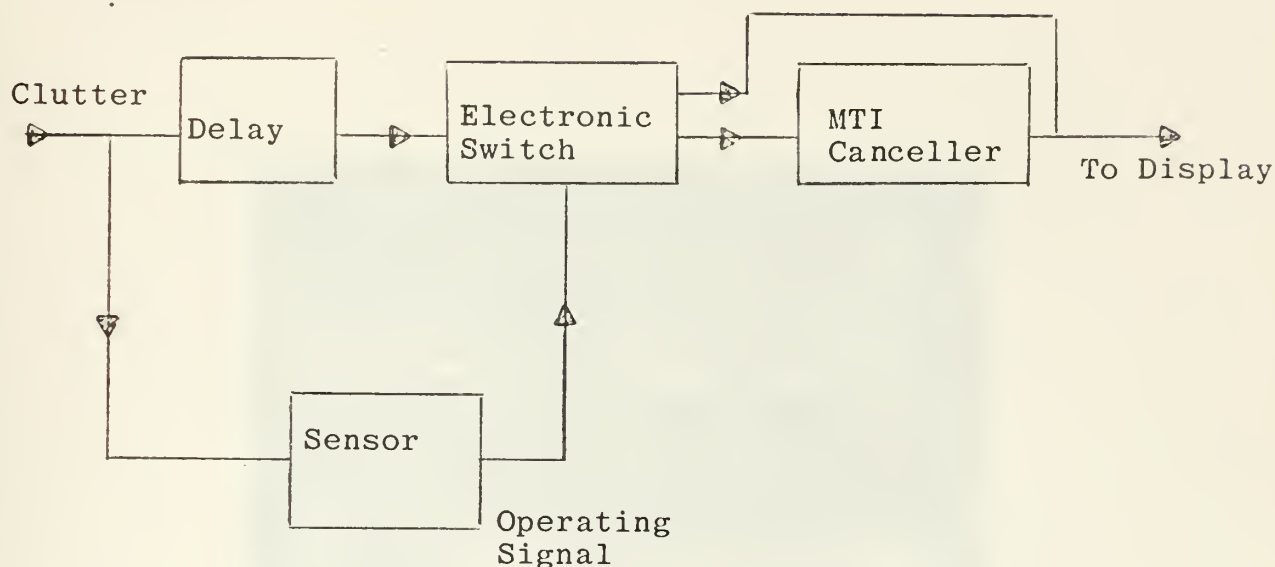 Clutter
Delay
Electronic
Switch
MTI
Canceller
To Display
Sensor
Operating
Signal